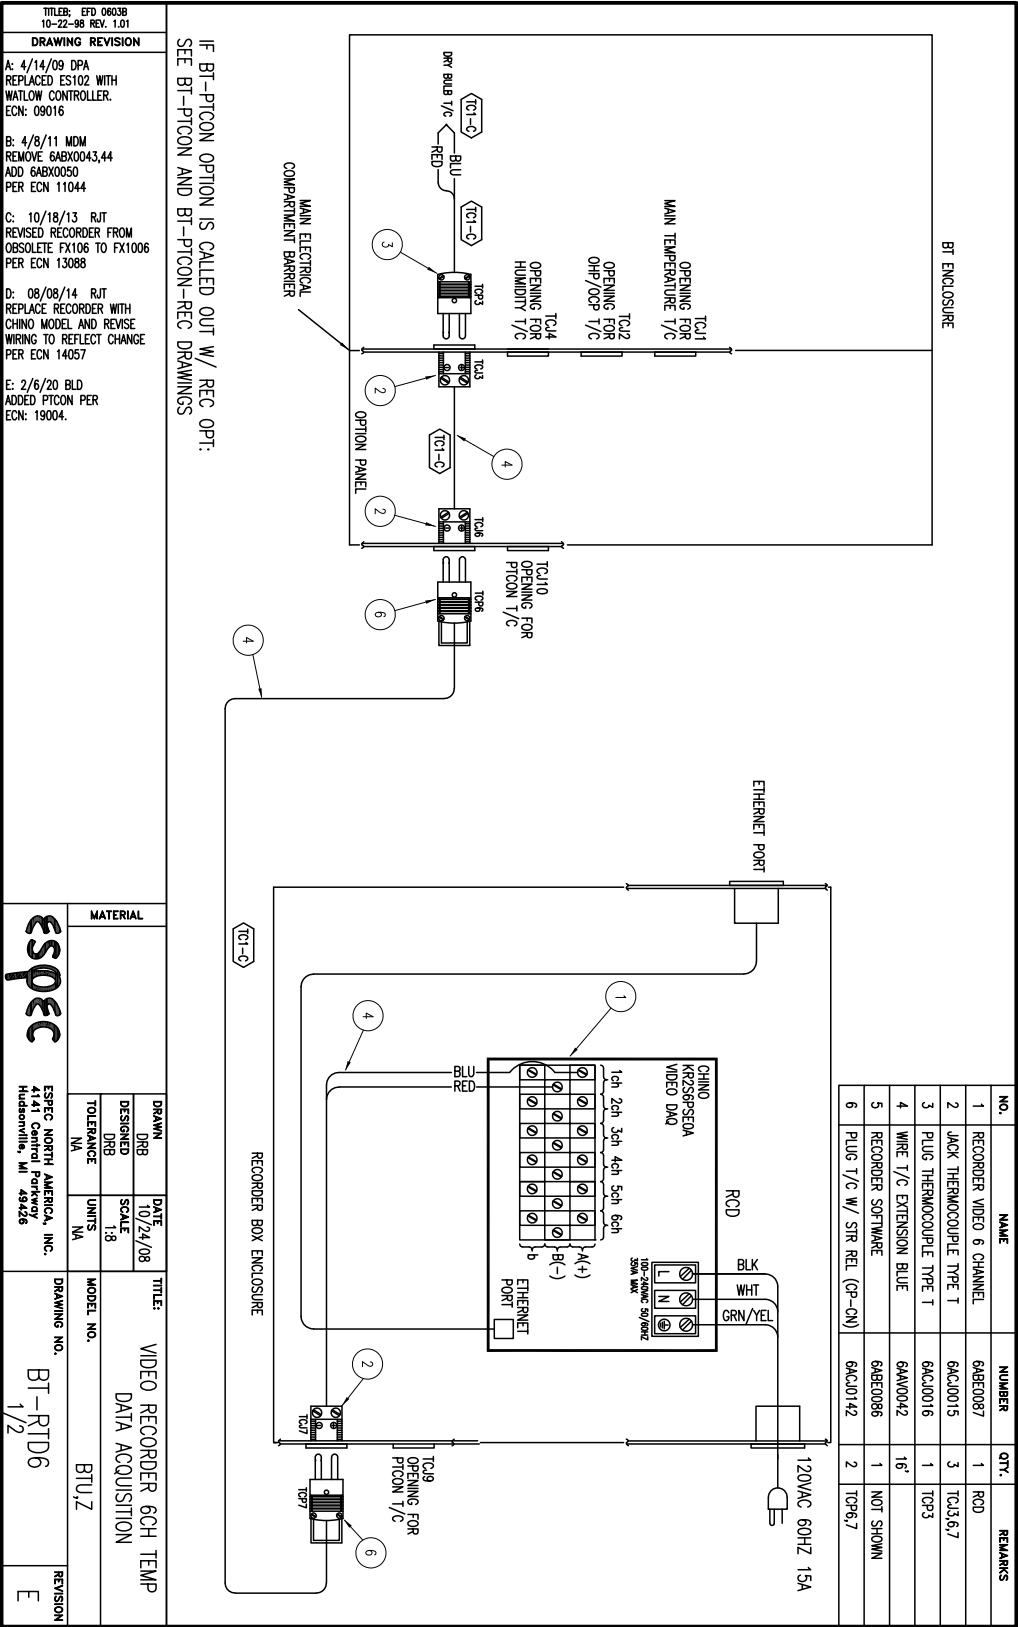 TITLEB; EFD 0603B
10-22-98 REV. 1.01
DRAWING REVISION
A: 4/14/09 DPA
REPLACED ES102 WITH
WATLOW CONTROLLER.
ECN: 09016
B: 4/8/11 MDM
REMOVE 6ABX0043,44
ADD 6ABX0050
PER ECN 11044
C: 10/18/13 RJT
REVISED RECORDER FROM
OBSOLETE FX106 TO FX1006
PER ECN 13088
D: 08/08/14 RJT
REPLACE RECORDER WITH
CHINO MODEL AND REVISE
WIRING TO REFLECT CHANGE
PER ECN 14057
E: 2/6/20 BLD
ADDED PTCON PER
ECN: 19004.
IF BT-PTCON OPTION IS CALLED OUT W/ REC OPT:
SEE BT-PTCON AND BT-PTCON-REC DRAWINGS
BT ENCLOSURE
TCJ1
OPENING FOR
MAIN TEMPERATURE T/C
TCJ2
OPENING FOR
OHP/OCP T/C
TCJ4
OPENING FOR
HUMIDITY T/C
DRY BULB T/C
TC1-C
BLU
RED
TC1-C
3
TCP3
TCJ3
2
MAIN ELECTRICAL
COMPARTMENT BARRIER
OPTION PANEL
TC1-C
4
2
TCJ6
TCJ10
OPENING FOR
PTCON T/C
TCP6
6
4
TC1-C
ETHERNET PORT
1
4
BLU
RED
CHINO
KR2S6PSE0A
VIDEO DAQ
1ch 2ch 3ch 4ch 5ch 6ch
A(+)
B(-)
b
ETHERNET
PORT
RCD
L
N
100-240VAC 50/60HZ
35VA MAX
BLK
WHT
GRN/YEL
120VAC 60HZ 15A
RECORDER BOX ENCLOSURE
2
TCJ7
TCJ9
OPENING FOR
PTCON T/C
TCP7
6
NO. NAME NUMBER QTY. REMARKS
1 RECORDER VIDEO 6 CHANNEL 6ABE0087 1 RCD
2 JACK THERMOCOUPLE TYPE T 6ACJ0015 3 TCJ3,6,7
3 PLUG THERMOCOUPLE TYPE T 6ACJ0016 1 TCP3
4 WIRE T/C EXTENSION BLUE 6AAV0042 16'
5 RECORDER SOFTWARE 6ABE0086 1 NOT SHOWN
6 PLUG T/C W/ STR REL (CP-CN) 6ACJ0142 2 TCP6,7
MATERIAL
ESPEC
ESPEC NORTH AMERICA, INC.
4141 Central Parkway
Hudsonville, MI 49426
DRAWN
DRB
DATE
10/24/08
DESIGNED
DRB
SCALE
1:8
TOLERANCE
NA
UNITS
NA
TITLE:
VIDEO RECORDER 6CH TEMP
DATA ACQUISITION
MODEL NO.
BTU,Z
DRAWING NO.
BT-RTD6
1/2
REVISION
E